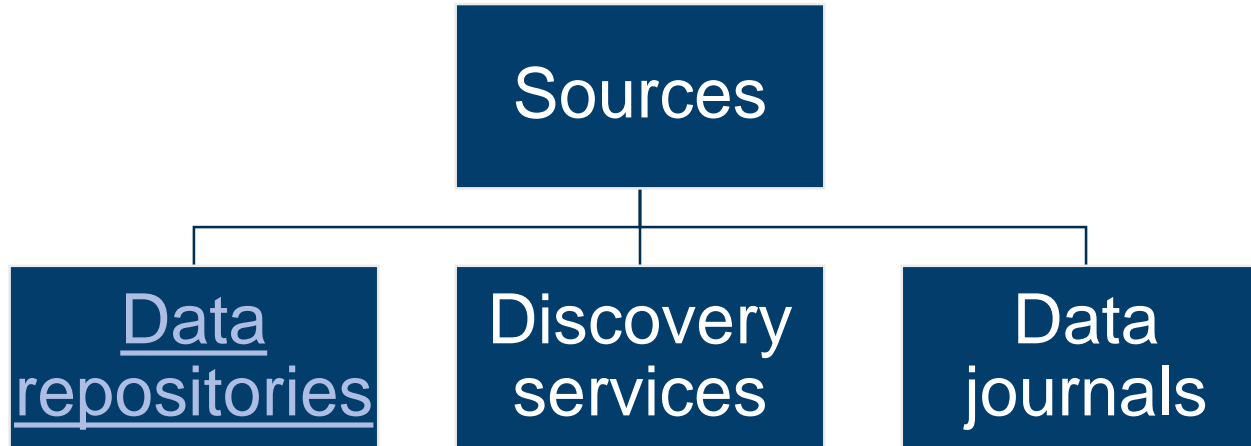 Sources
Data
repositories
Discovery
services
Data
journals